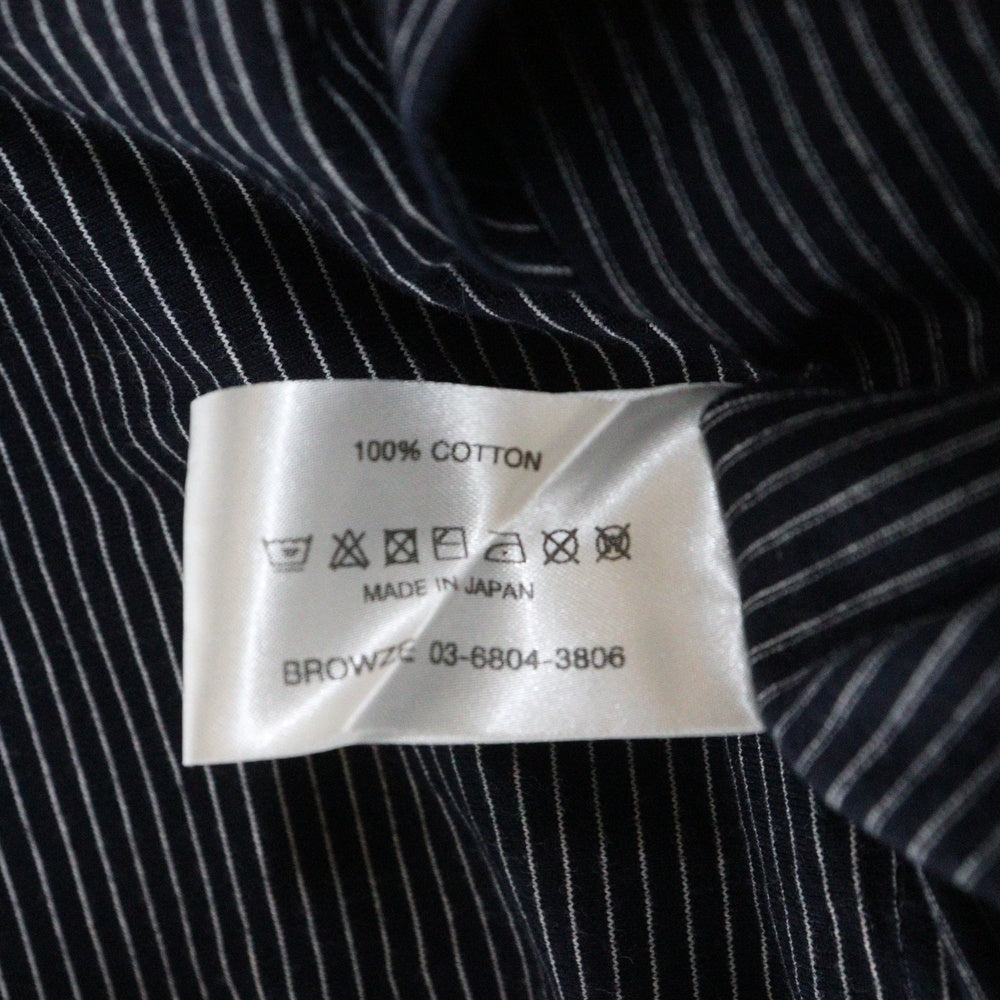 100% COTTON
MADE IN JAPAN
BROWZE 03-6804-3806